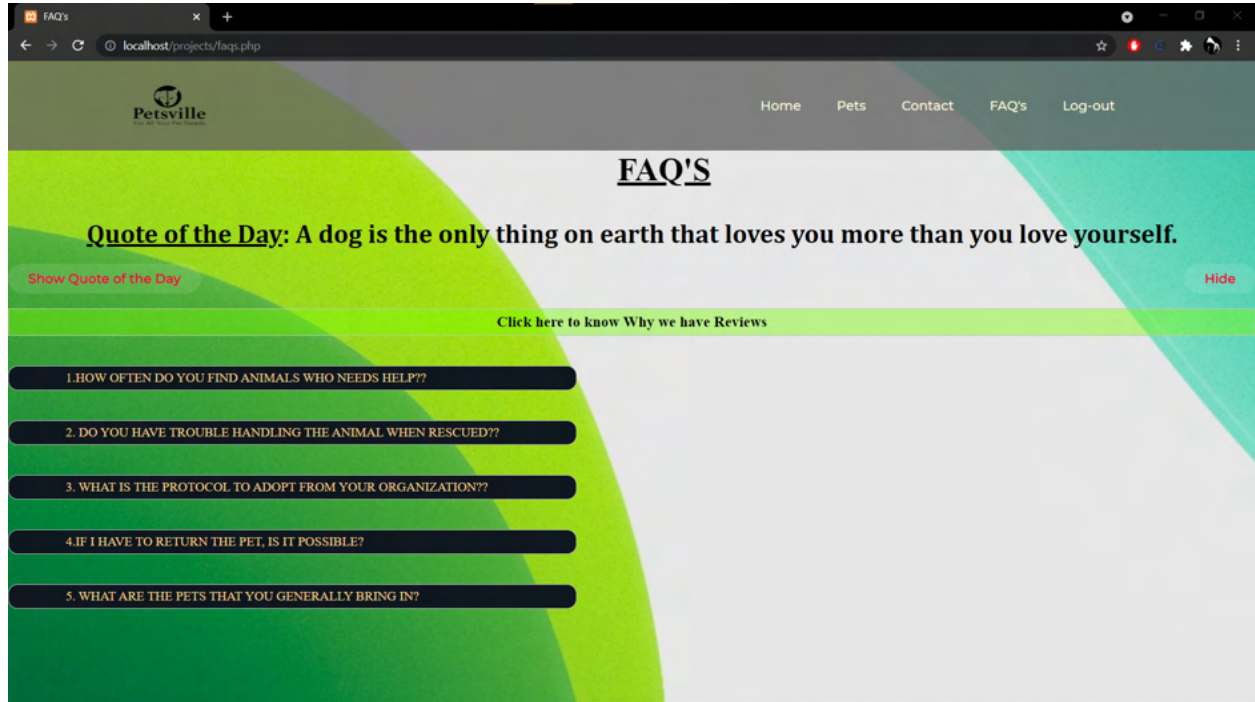 FAQ's
localhost/projects/faqs.php
Petsville
For All Your Pet Needs
Home Pets Contact FAQ's Log-out
FAQ'S
Quote of the Day: A dog is the only thing on earth that loves you more than you love yourself.
Show Quote of the Day Hide
Click here to know Why we have Reviews
1.HOW OFTEN DO YOU FIND ANIMALS WHO NEEDS HELP??
2. DO YOU HAVE TROUBLE HANDLING THE ANIMAL WHEN RESCUED??
3. WHAT IS THE PROTOCOL TO ADOPT FROM YOUR ORGANIZATION??
4.IF I HAVE TO RETURN THE PET, IS IT POSSIBLE?
5. WHAT ARE THE PETS THAT YOU GENERALLY BRING IN?